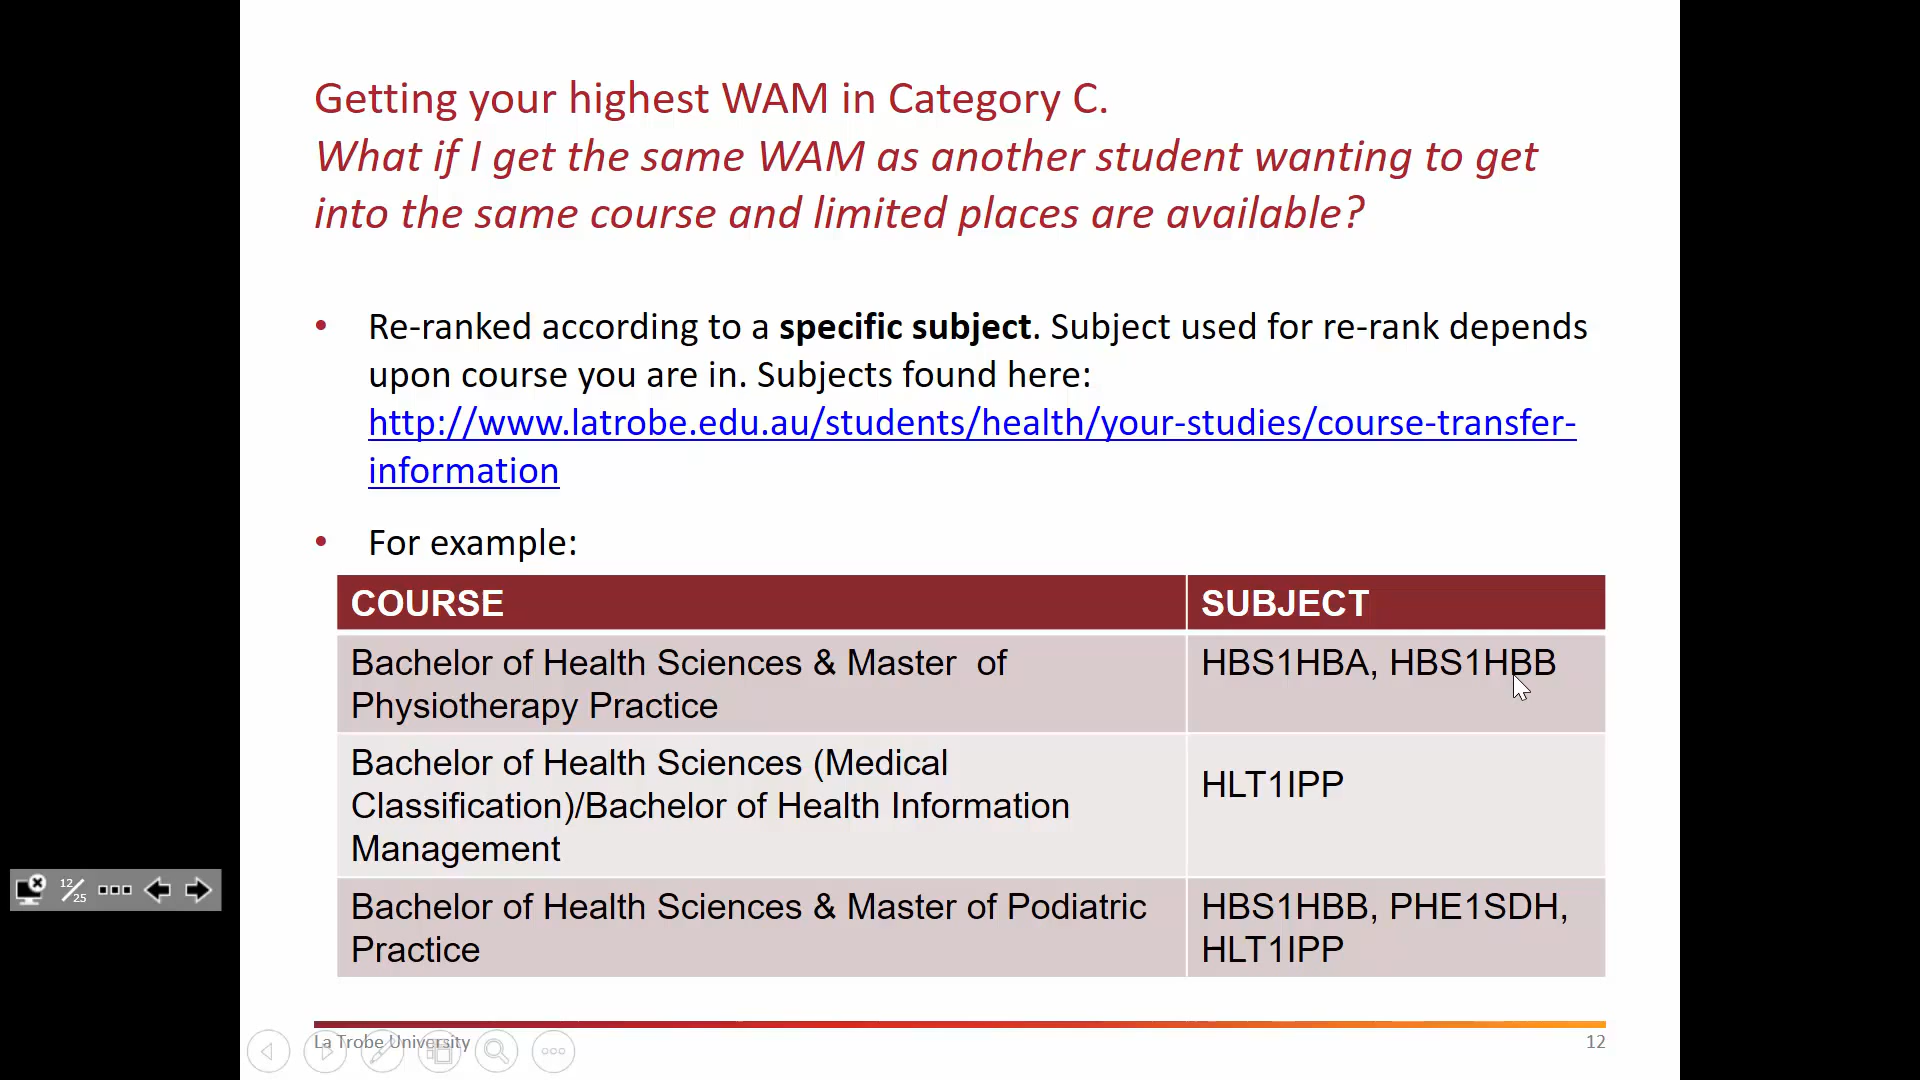 Getting your highest WAM in Category C.
What if I get the same WAM as another student wanting to get
into the same course and limited places are available?
• Re-ranked according to a specific subject. Subject used for re-rank depends
upon course you are in. Subjects found here:
http://www.latrobe.edu.au/students/health/your-studies/course-transfer-
information
• For example:
COURSE SUBJECT
Bachelor of Health Sciences & Master of HBS1HBA, HBS1HBB
Physiotherapy Practice
Bachelor of Health Sciences (Medical
Classification)/Bachelor of Health Information HLT1IPP
Management
Bachelor of Health Sciences & Master of Podiatric HBS1HBB, PHE1SDH,
Practice HLT1IPP
12/25
La Trobe University 12